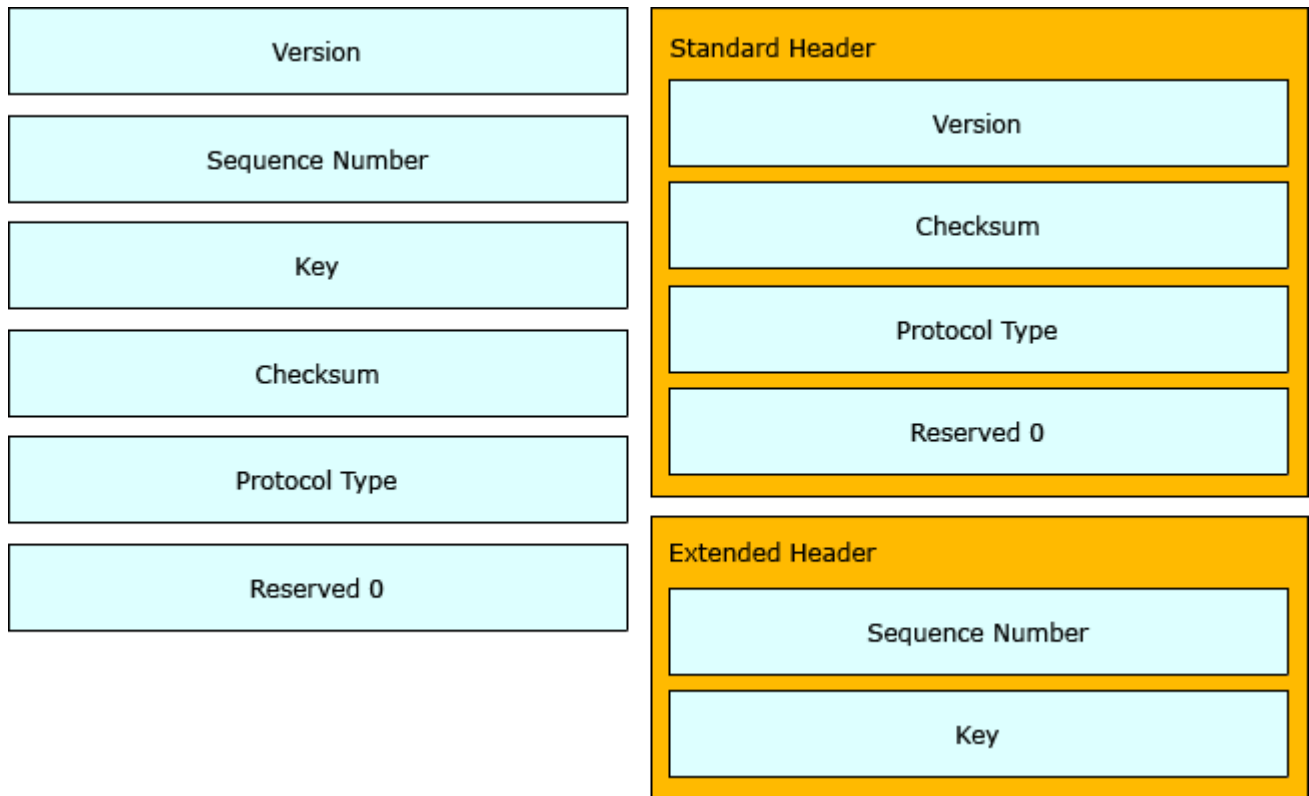 Version
Sequence Number
Key
Checksum
Protocol Type
Reserved 0
Standard Header
Version
Checksum
Protocol Type
Reserved 0
Extended Header
Sequence Number
Key